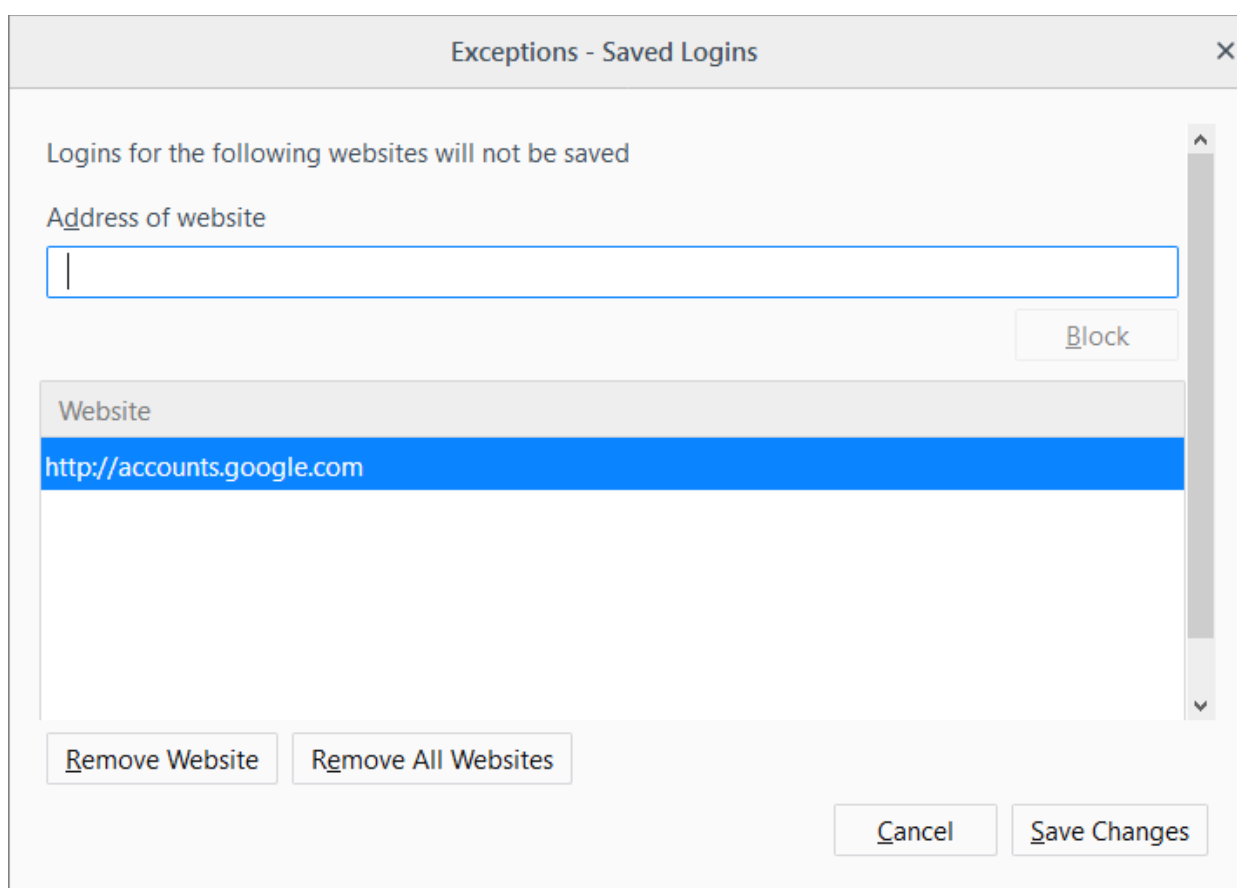 Exceptions - Saved Logins
Logins for the following websites will not be saved
Address of website
Block
Website
http://accounts.google.com
Remove Website Remove All Websites
Cancel Save Changes